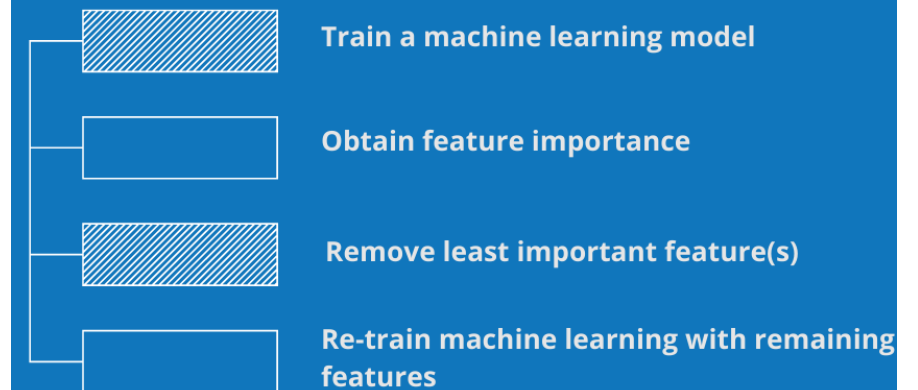 Train a machine learning model
Obtain feature importance
Remove least important feature(s)
Re-train machine learning with remaining
features